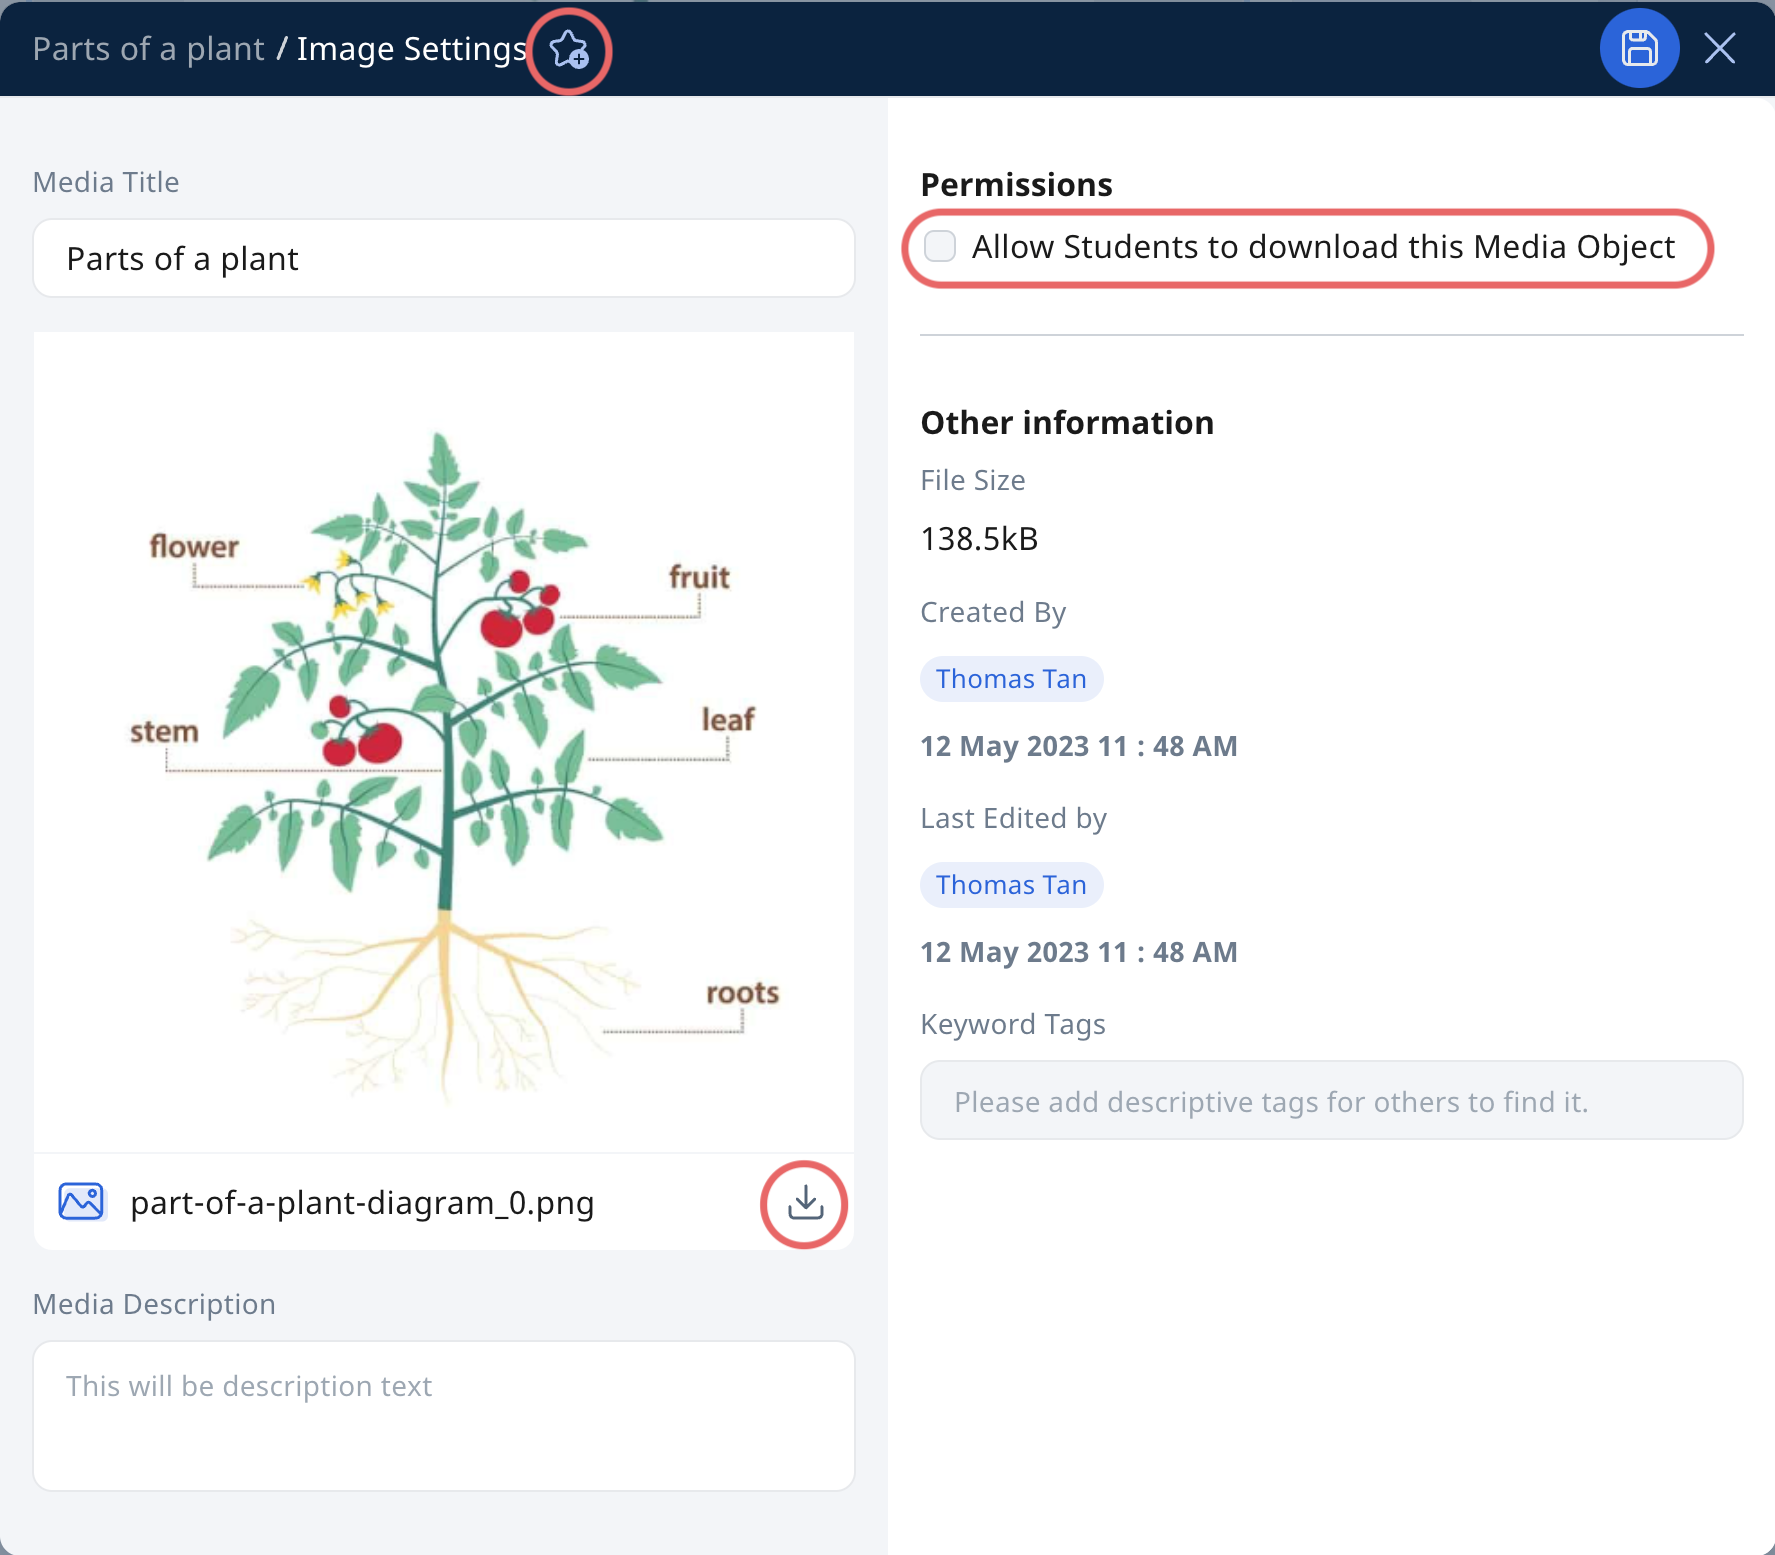 Parts of a plant / Image Settings
Media Title
Parts of a plant
flower
fruit
stem
leaf
roots
part-of-a-plant-diagram_0.png
Media Description
This will be description text
Permissions
Allow Students to download this Media Object
Other information
File Size
138.5kB
Created By
Thomas Tan
12 May 2023 11 : 48 AM
Last Edited by
Thomas Tan
12 May 2023 11 : 48 AM
Keyword Tags
Please add descriptive tags for others to find it.